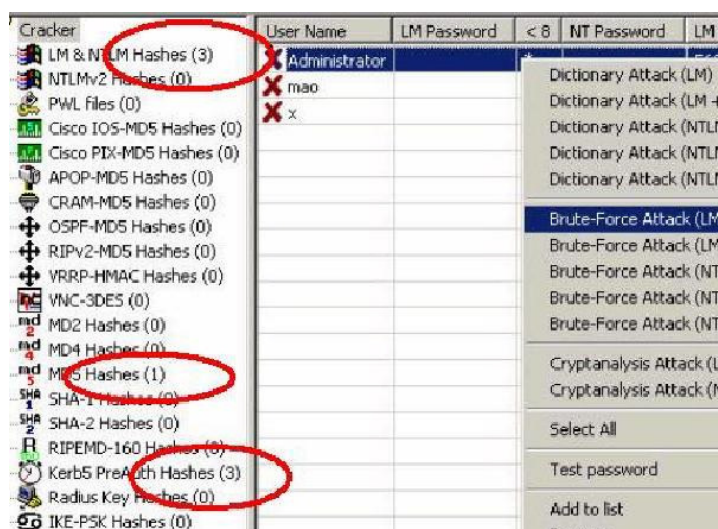 Cracker
LM & NTLM Hashes (3)
NTLMv2 Hashes (0)
PWL files (0)
Cisco IOS-MD5 Hashes (0)
Cisco PIX-MD5 Hashes (0)
APOP-MD5 Hashes (0)
CRAM-MD5 Hashes (0)
OSPF-MD5 Hashes (0)
RIPv2-MD5 Hashes (0)
VRRP-HMAC Hashes (0)
VNC-3DES (0)
MD2 Hashes (0)
MD4 Hashes (0)
MD5 Hashes (1)
SHA-1 Hashes (0)
SHA-2 Hashes (0)
RIPEMD-160 Hashes (0)
Kerb5 PreAuth Hashes (3)
Radius Key Hashes (0)
IKE-PSK Hashes (0)
User Name LM Password < 8 NT Password LM
Administrator *
mao
x
Dictionary Attack (LM)
Dictionary Attack (LM +
Dictionary Attack (NTLM
Dictionary Attack (NTLM
Dictionary Attack (NTLM
Brute-Force Attack (LM
Brute-Force Attack (LM
Brute-Force Attack (NT
Brute-Force Attack (NT
Brute-Force Attack (NT
Cryptanalysis Attack (L
Cryptanalysis Attack (N
Select All
Test password
Add to list